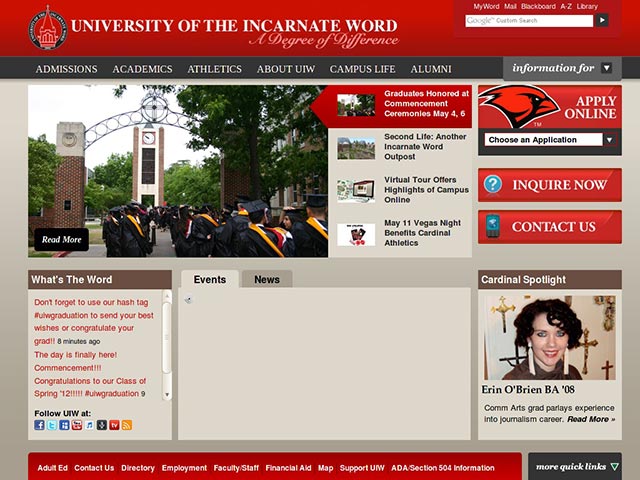 MyWord Mail Blackboard A-Z Library
UNIVERSITY OF THE INCARNATE WORD
A Degree of Difference
Google™ Custom Search
ADMISSIONS ACADEMICS ATHLETICS ABOUT UIW CAMPUS LIFE ALUMNI
information for
Graduates Honored at
Commencement
Ceremonies May 4, 6
Second Life: Another
Incarnate Word
Outpost
Virtual Tour Offers
Highlights of Campus
Online
May 11 Vegas Night
Benefits Cardinal
Athletics
Read More
APPLY
ONLINE
TM
Choose an Application
INQUIRE NOW
CONTACT US
What's The Word
Don't forget to use our hash tag
#uiwgraduation to send your best
wishes or congratulate your
grad!! 8 minutes ago
The day is finally here!
Commencement!!!
Congratulations to our Class of
Spring '12!!!!! #uiwgraduation 9
Follow UIW at:
Events News
Cardinal Spotlight
Erin O'Brien BA '08
Comm Arts grad parlays experience
into journalism career. Read More »
Adult Ed Contact Us Directory Employment Faculty/Staff Financial Aid Map Support UIW ADA/Section 504 Information
more quick links